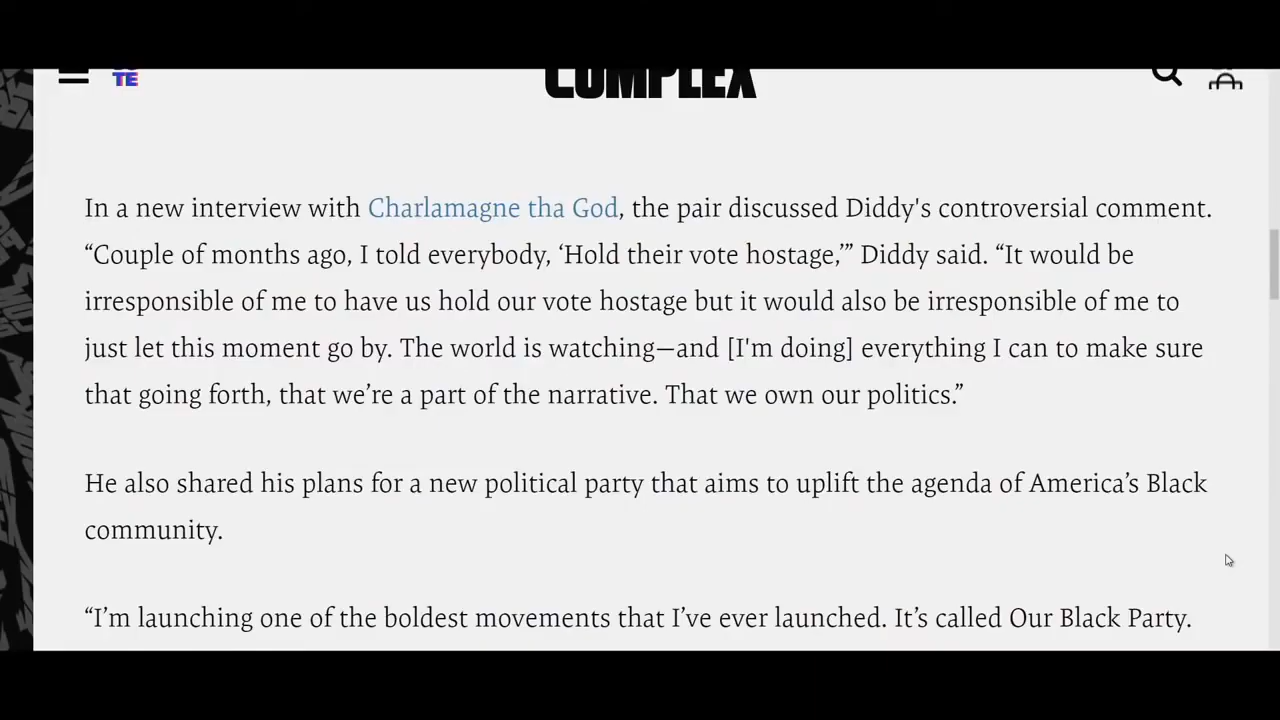 TE
COMPLEX
In a new interview with Charlamagne tha God, the pair discussed Diddy's controversial comment.
“Couple of months ago, I told everybody, ‘Hold their vote hostage,’” Diddy said. “It would be
irresponsible of me to have us hold our vote hostage but it would also be irresponsible of me to
just let this moment go by. The world is watching—and [I'm doing] everything I can to make sure
that going forth, that we’re a part of the narrative. That we own our politics.”
He also shared his plans for a new political party that aims to uplift the agenda of America’s Black
community.
“I’m launching one of the boldest movements that I’ve ever launched. It’s called Our Black Party.